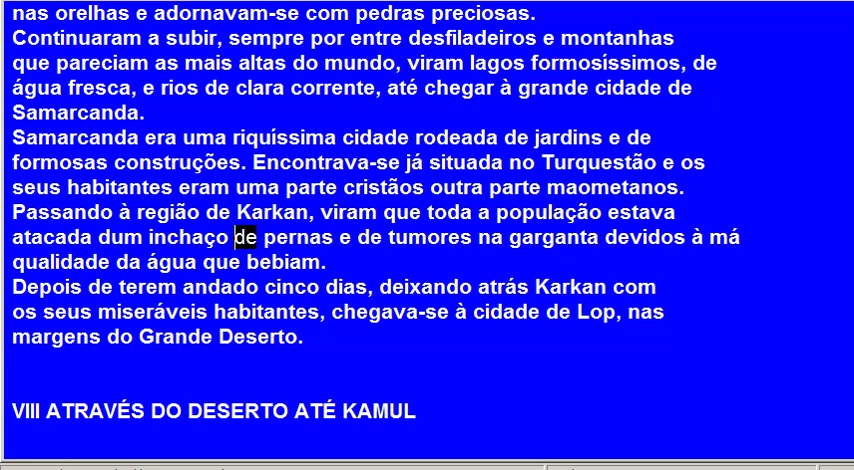 nas orelhas e adornavam-se com pedras preciosas.
Continuaram a subir, sempre por entre desfiladeiros e montanhas
que pareciam as mais altas do mundo, viram lagos formosíssimos, de
água fresca, e rios de clara corrente, até chegar à grande cidade de
Samarcanda.
Samarcanda era uma riquíssima cidade rodeada de jardins e de
formosas construções. Encontrava-se já situada no Turquestão e os
seus habitantes eram uma parte cristãos outra parte maometanos.
Passando à região de Karkan, viram que toda a população estava
atacada dum inchaço de pernas e de tumores na garganta devidos à má
qualidade da água que bebiam.
Depois de terem andado cinco dias, deixando atrás Karkan com
os seus miseráveis habitantes, chegava-se à cidade de Lop, nas
margens do Grande Deserto.
VIII ATRAVÉS DO DESERTO ATÉ KAMUL